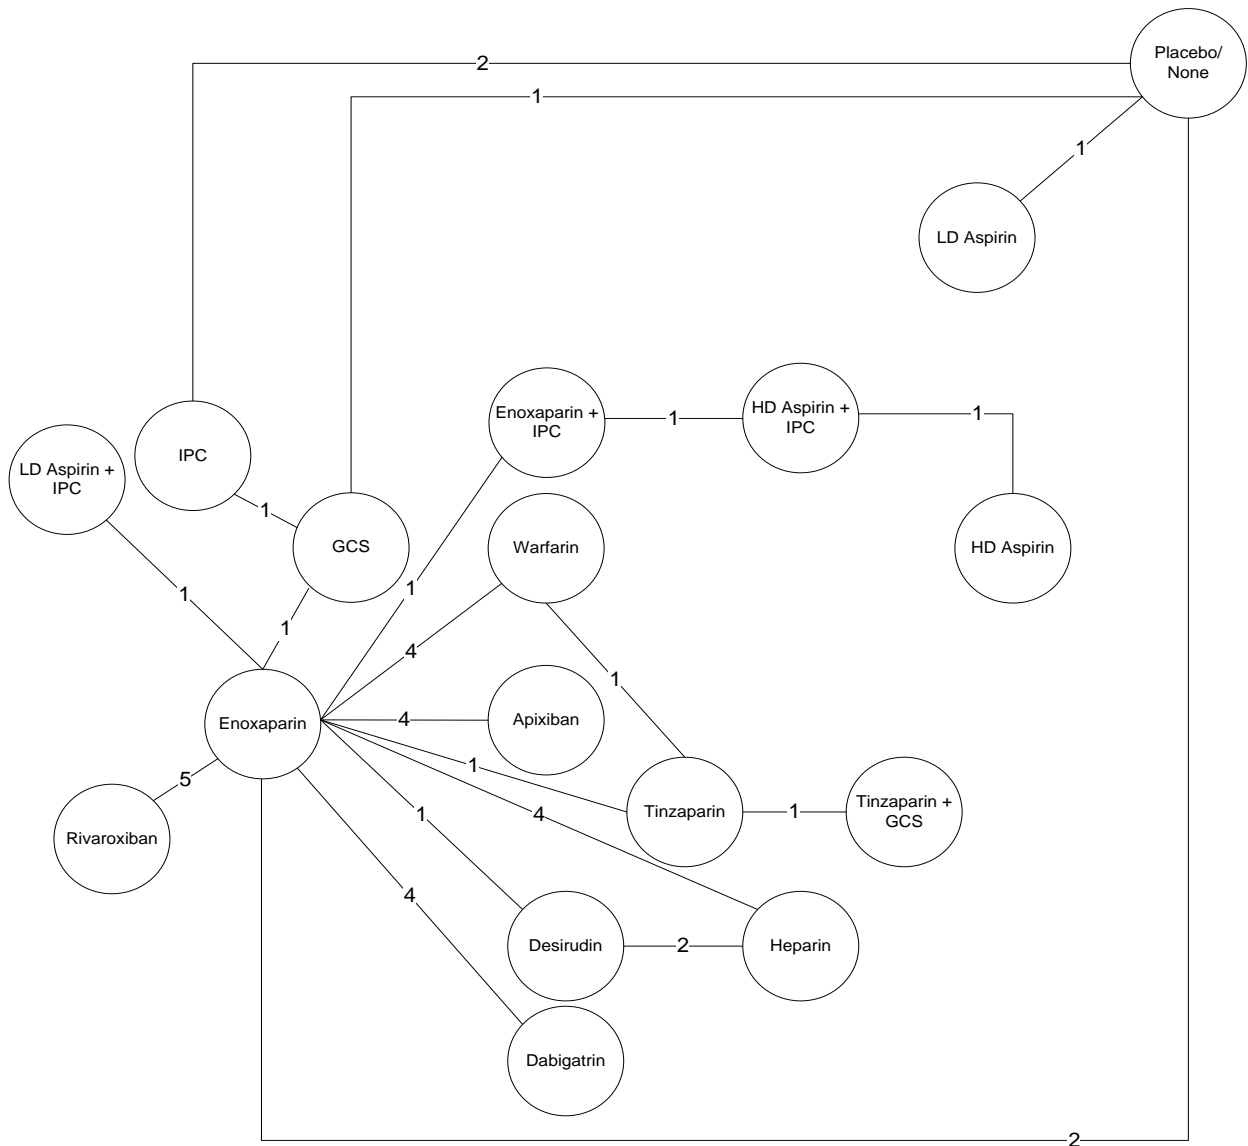 Placebo/
None
2
1
1
LD Aspirin
Enoxaparin +
IPC
1
HD Aspirin +
IPC
1
LD Aspirin +
IPC
IPC
1
GCS
Warfarin
HD Aspirin
1
1
1
4
1
Enoxaparin
4
Apixiban
5
1
Rivaroxiban
1
4
Tinzaparin
1
Tinzaparin +
GCS
4
Desirudin
2
Heparin
Dabigatrin
2